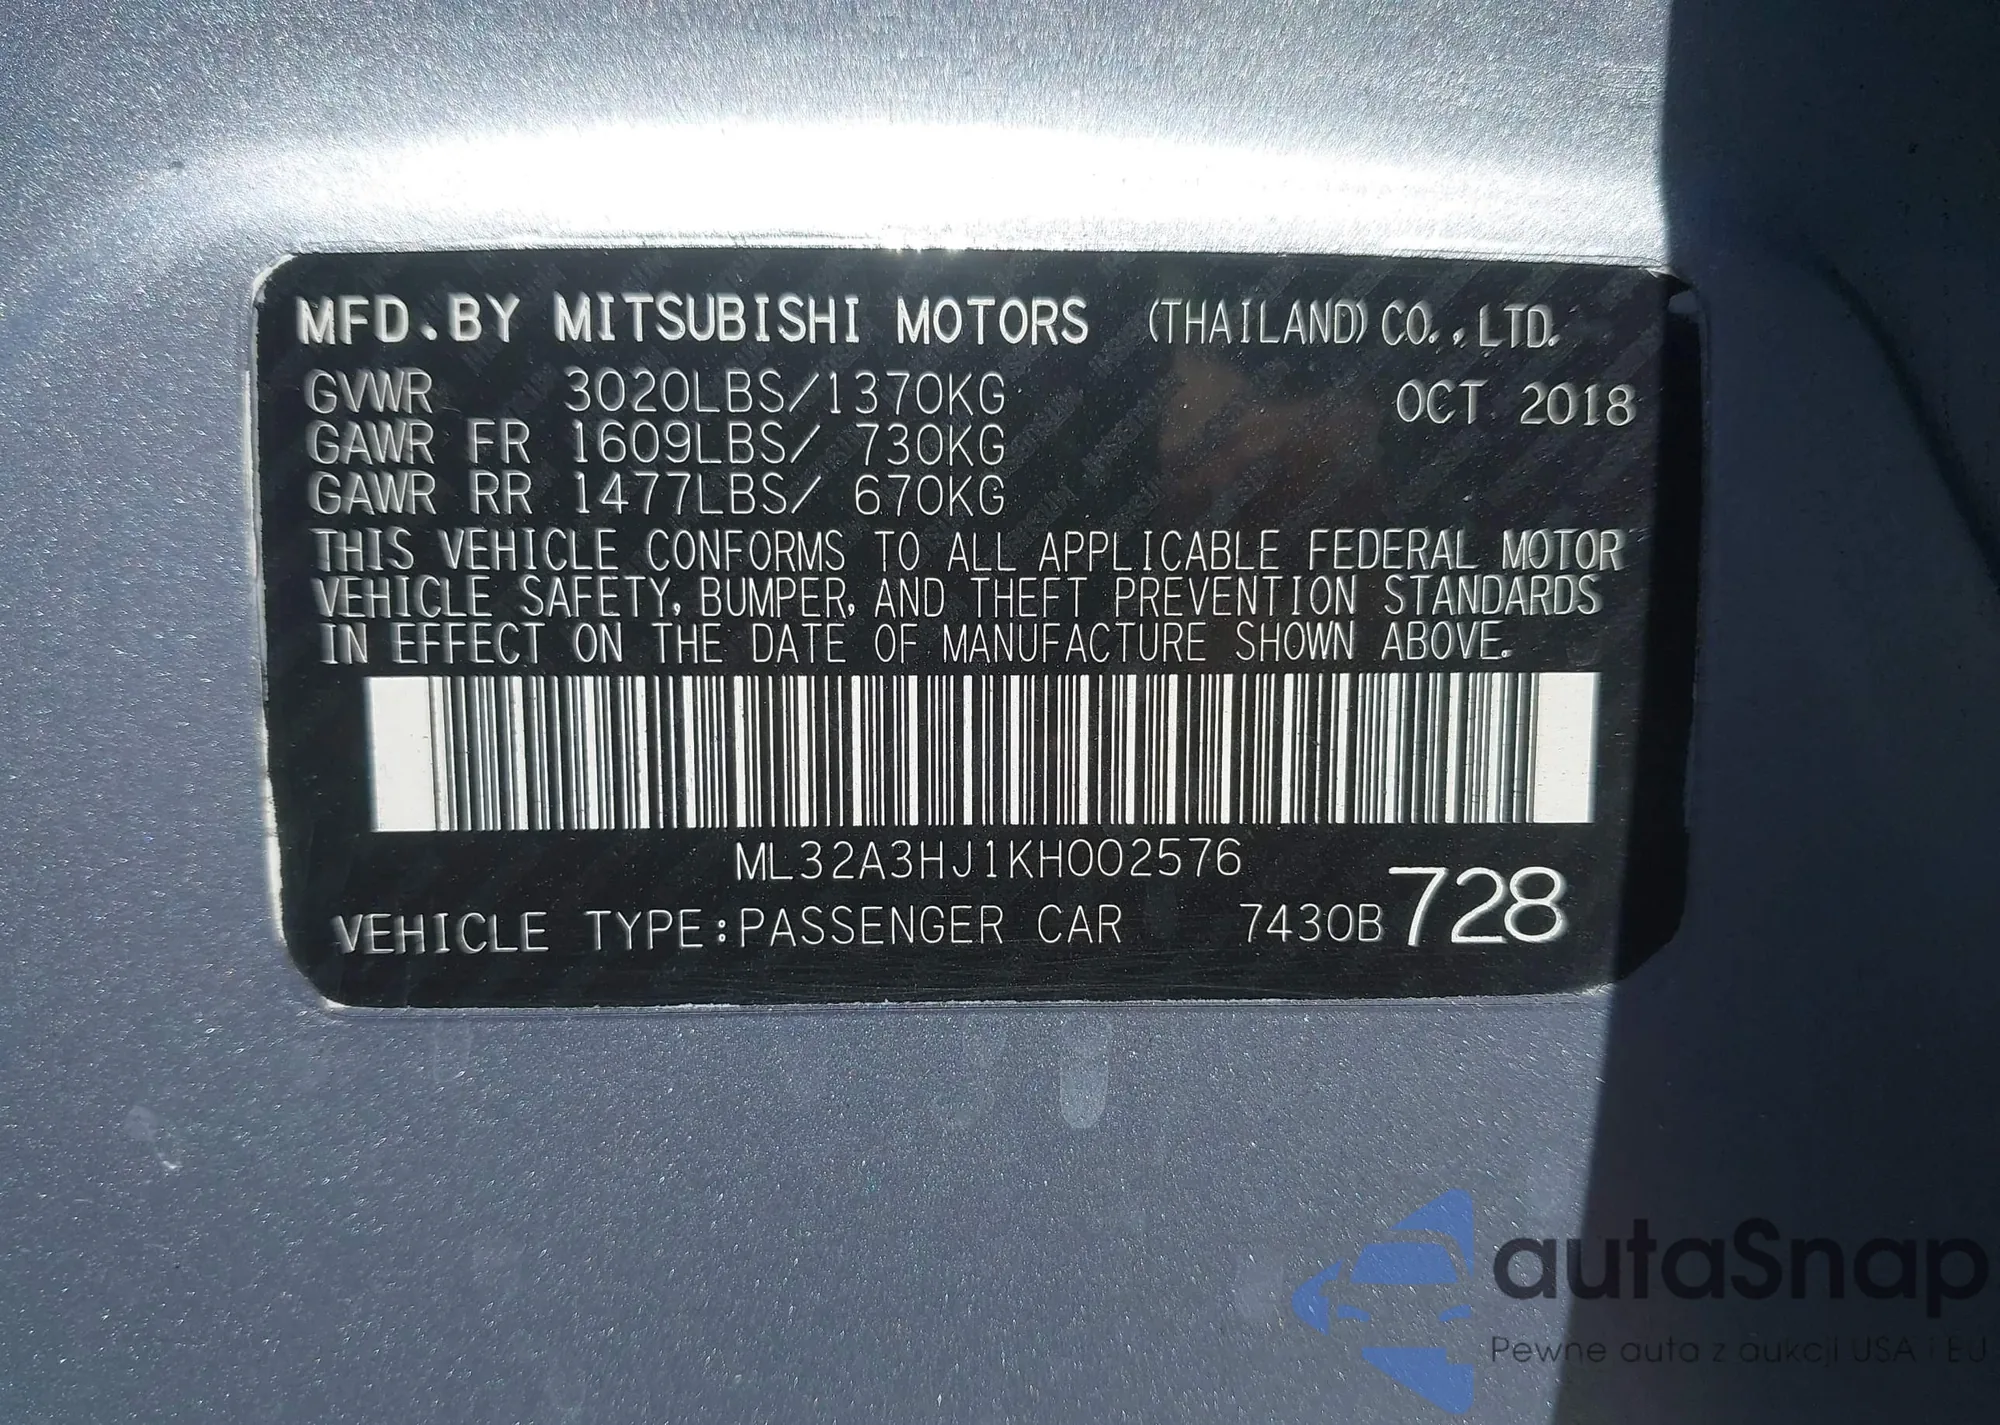 MFD.BY MITSUBISHI MOTORS (THAILAND) CO.,LTD.
GVWR 3020LBS/1370KG OCT 2018
GAWR FR 1609LBS/ 730KG
GAWR RR 1477LBS/ 670KG
THIS VEHICLE CONFORMS TO ALL APPLICABLE FEDERAL MOTOR
VEHICLE SAFETY, BUMPER, AND THEFT PREVENTION STANDARDS
IN EFFECT ON THE DATE OF MANUFACTURE SHOWN ABOVE.
ML32A3HJ1KH002576
VEHICLE TYPE:PASSENGER CAR 7430B 728
autaSnap
Pewne auta z aukcji USA i EU